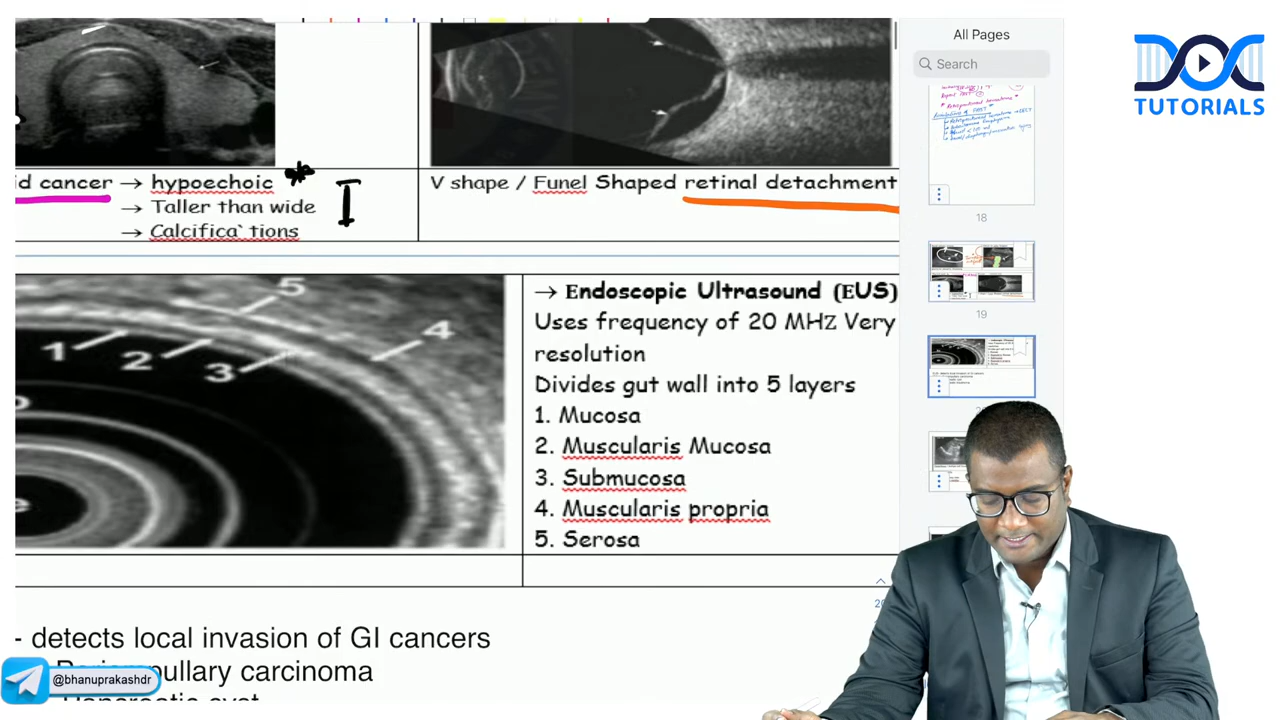 All Pages
Search
DOC
TUTORIALS
id cancer → hypoechoic
→ Taller than wide
→ Calcifica`tions
V shape / Funel Shaped retinal detachment
18
19
1
2
3
4
5
→ Endoscopic Ultrasound (EUS)
Uses frequency of 20 MHZ Very
resolution
Divides gut wall into 5 layers
1. Mucosa
2. Muscularis Mucosa
3. Submucosa
4. Muscularis propria
5. Serosa
- detects local invasion of GI cancers
carcinoma
@bhanuprakashdr